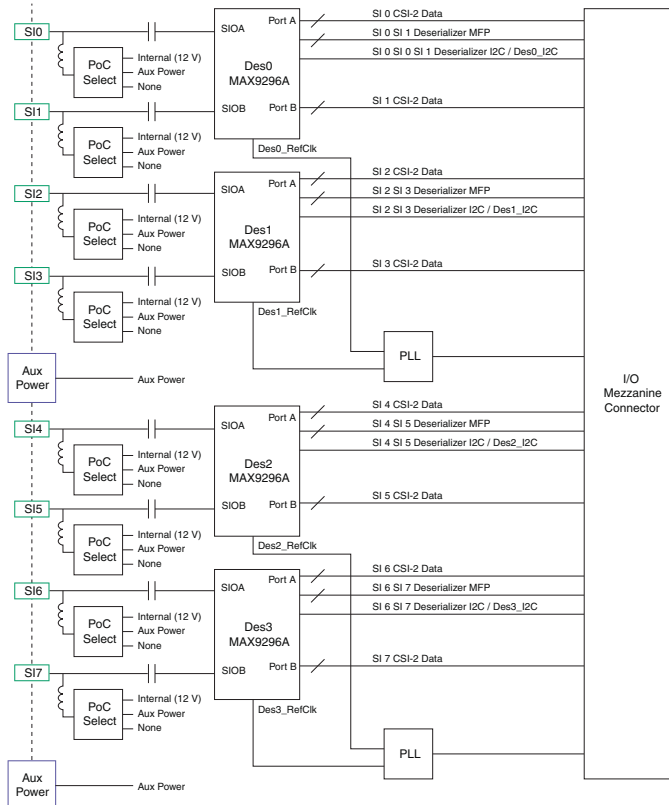 SI0
PoC
Select
Internal (12 V)
Aux Power
None
SIOA
Port A
Des0
MAX9296A
SIOB
Port B
SI 0 CSI-2 Data
SI 0 SI 1 Deserializer MFP
SI 0 SI 0 SI 1 Deserializer I2C / Des0_I2C
SI 1 CSI-2 Data
SI1
PoC
Select
Internal (12 V)
Aux Power
None
Des0_RefClk
SI2
PoC
Select
Internal (12 V)
Aux Power
None
SIOA
Port A
Des1
MAX9296A
SIOB
Port B
SI 2 CSI-2 Data
SI 2 SI 3 Deserializer MFP
SI 2 SI 3 Deserializer I2C / Des1_I2C
SI 3 CSI-2 Data
SI3
PoC
Select
Internal (12 V)
Aux Power
None
Des1_RefClk
PLL
Aux
Power
Aux Power
I/O
Mezzanine
Connector
SI4
PoC
Select
Internal (12 V)
Aux Power
None
SIOA
Port A
Des2
MAX9296A
SIOB
Port B
SI 4 CSI-2 Data
SI 4 SI 5 Deserializer MFP
SI 4 SI 5 Deserializer I2C / Des2_I2C
SI 5 CSI-2 Data
SI5
PoC
Select
Internal (12 V)
Aux Power
None
Des2_RefClk
SI6
PoC
Select
Internal (12 V)
Aux Power
None
SIOA
Port A
Des3
MAX9296A
SIOB
Port B
SI 6 CSI-2 Data
SI 6 SI 7 Deserializer MFP
SI 6 SI 7 Deserializer I2C / Des3_I2C
SI 7 CSI-2 Data
SI7
PoC
Select
Internal (12 V)
Aux Power
None
Des3_RefClk
PLL
Aux
Power
Aux Power